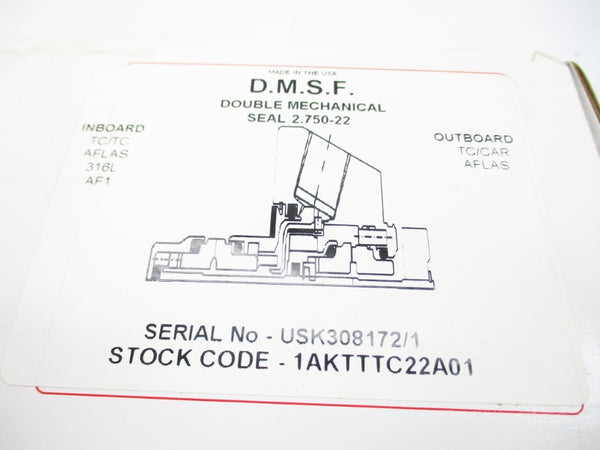 MADE IN THE USA
D.M.S.F.
DOUBLE MECHANICAL
SEAL 2.750-22
INBOARD
TC/TC
AFLAS
316L
AF1
OUTBOARD
TC/CAR
AFLAS
SERIAL No - USK308172/1
STOCK CODE - 1AKTTTC22A01